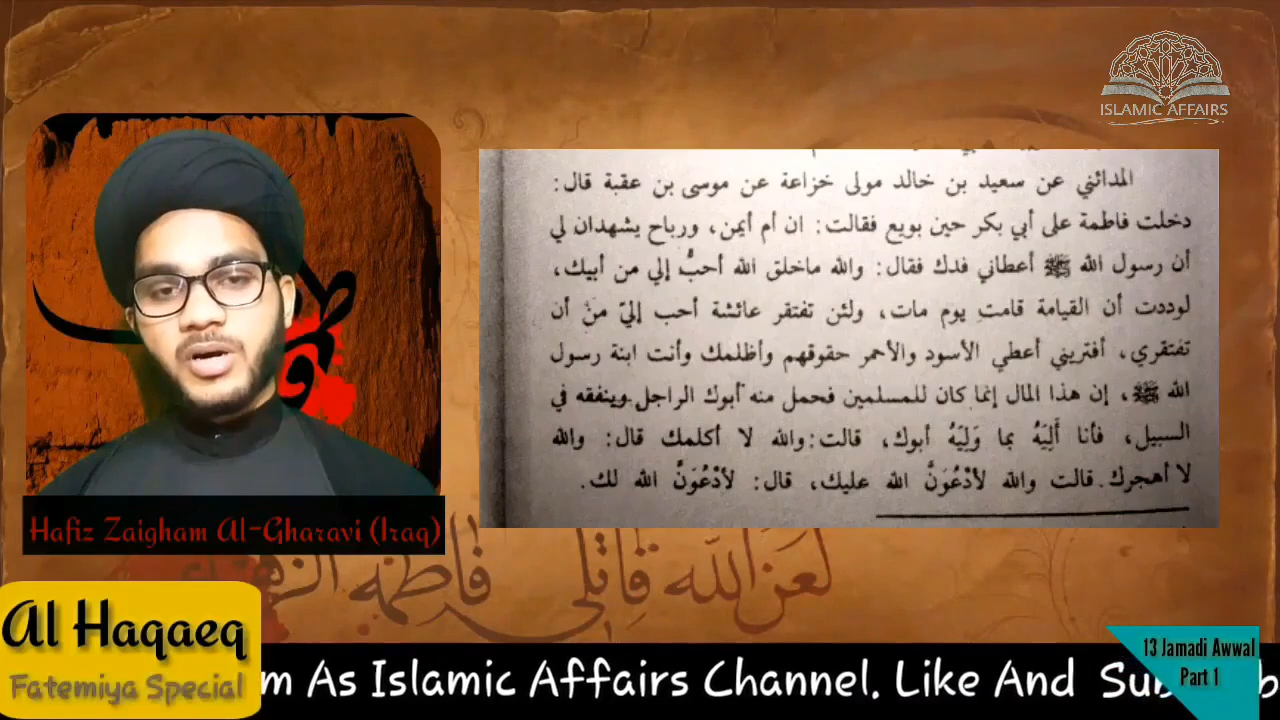 ISLAMIC AFFAIRS
المدائني عن سعيد بن خالد مولى خزاعة عن موسى بن عقبة قال:
دخلت فاطمة على أبي بكر حين بويع فقالت: ان أم أيمن، ورباح يشهدان لي
أن رسول الله ﷺ أعطاني فدك فقال: والله ماخلق الله أحبُّ إلي من أبيك،
لوددت أن القيامة قامت يوم مات، ولئن تفتقر عائشة أحب إليّ منْ أن
تفتقري، أفتريني أعطي الأسود والأحمر حقوقهم وأظلمك وأنت ابنة رسول
الله ﷺ، إن هذا المال إنما كان للمسلمين فحمل منه أبوك الراجل وينفقه في
السبيل، فأنا أَلِيَهُ بما وَلِيَهُ أبوك، قالت: والله لا أكلمك قال: والله
لا أهجرك. قالت والله لأدْعُوَنَّ الله عليك، قال: لأدْعُوَنَّ الله لك.
Hafiz Zaigham Al-Gharavi (Iraq)
لعن الله قاتلي فاطمة الزهراء
Al Haqaeq
Fatemiya Special
m As Islamic Affairs Channel. Like And Su b
13 Jamadi Awwal
Part 1